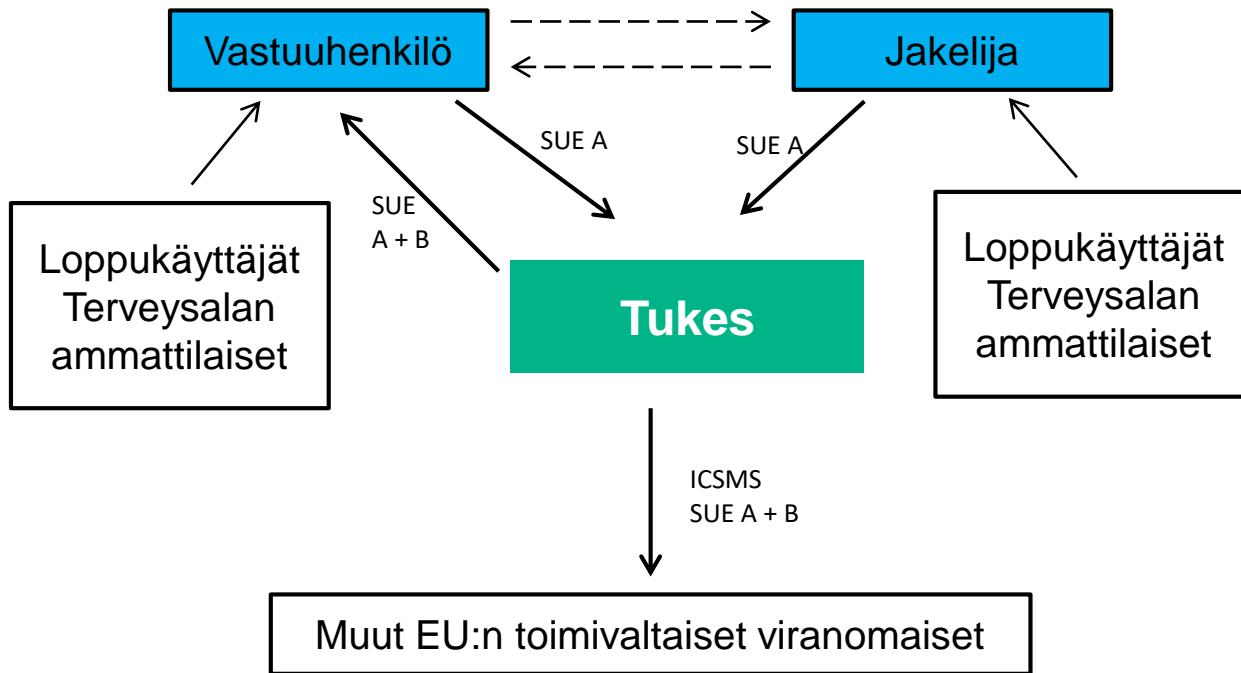 Vastuuhenkilö
Jakelija
SUE A
SUE A
SUE
A + B
Loppukäyttäjät
Terveysalan
ammattilaiset
Tukes
Loppukäyttäjät
Terveysalan
ammattilaiset
ICSMS
SUE A + B
Muut EU:n toimivaltaiset viranomaiset